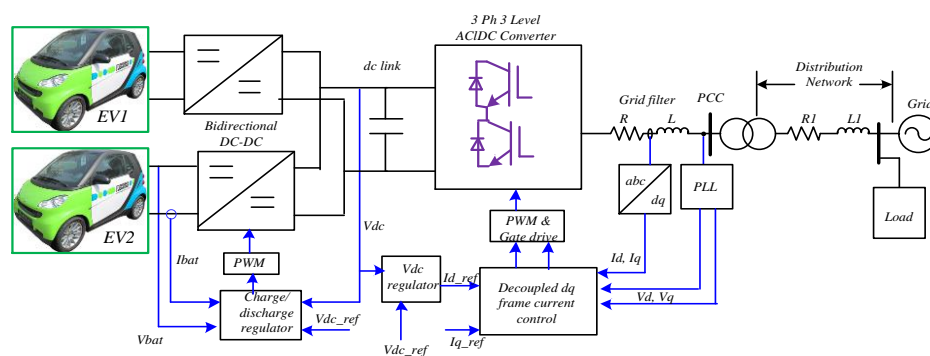 3 Ph 3 Level
AC/DC Converter
dc link
Distribution
Network
Grid filter
PCC
Grid
R
L
R1
L1
EV1
Bidirectional
DC-DC
abc
dq
PLL
Load
EV2
Vdc
PWM &
Gate drive
Id, Iq
Ibat
PWM
Vdc
regulator
Id_ref
Decoupled dq
frame current
control
Vd, Vq
Charge/
discharge
regulator
Vdc_ref
Iq_ref
Vbat
Vdc_ref